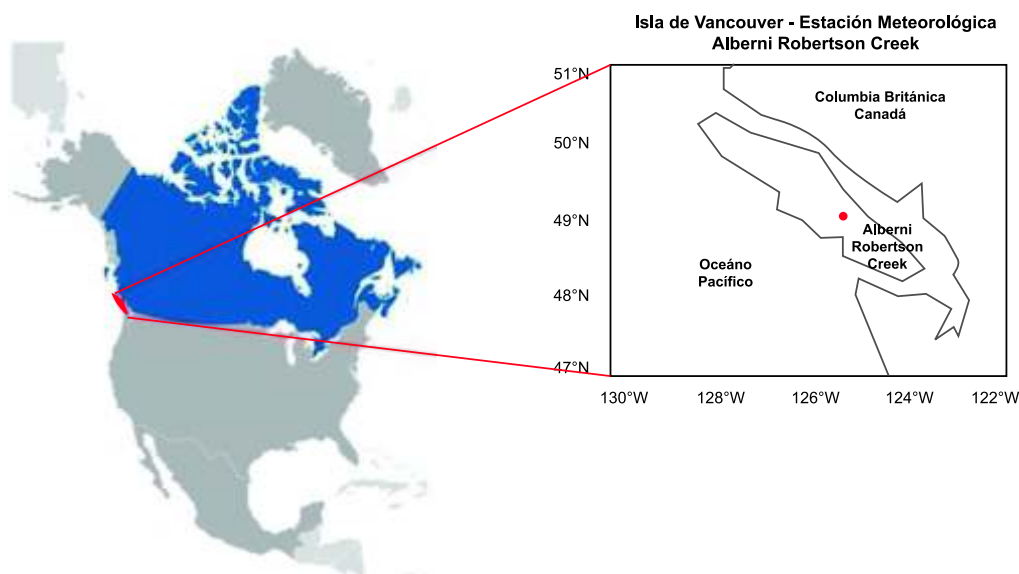 Isla de Vancouver - Estación Meteorológica
Alberni Robertson Creek
51°N
50°N
49°N
48°N
47°N
Columbia Británica
Canadá
Alberni
Robertson
Creek
Oceáno
Pacífico
130°W
128°W
126°W
124°W
122°W